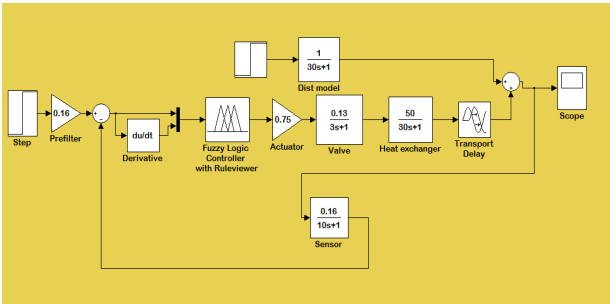 1
30s+1
Dist model
Scope
Step
0.16
Prefilter
+
−
du/dt
Derivative
Fuzzy Logic
Controller
with Ruleviewer
0.75
Actuator
0.13
3s+1
Valve
50
30s+1
Heat exchanger
Transport
Delay
+
+
0.16
10s+1
Sensor